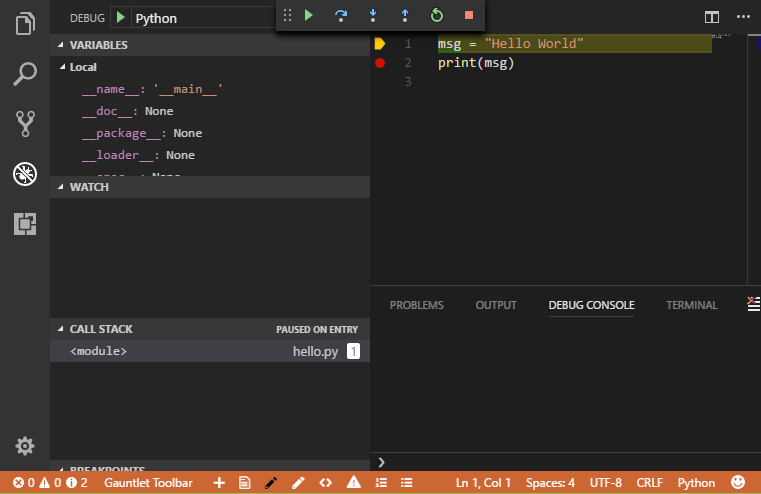 DEBUG Python
VARIABLES
Local
__name__: '__main__'
__doc__: None
__package__: None
__loader__: None
__spec__: None
WATCH
CALL STACK PAUSED ON ENTRY
<module> hello.py 1
BREAKPOINTS
1 msg = "Hello World"
2 print(msg)
3
PROBLEMS OUTPUT DEBUG CONSOLE TERMINAL
❯
0 0 2 Gauntlet Toolbar Ln 1, Col 1 Spaces: 4 UTF-8 CRLF Python